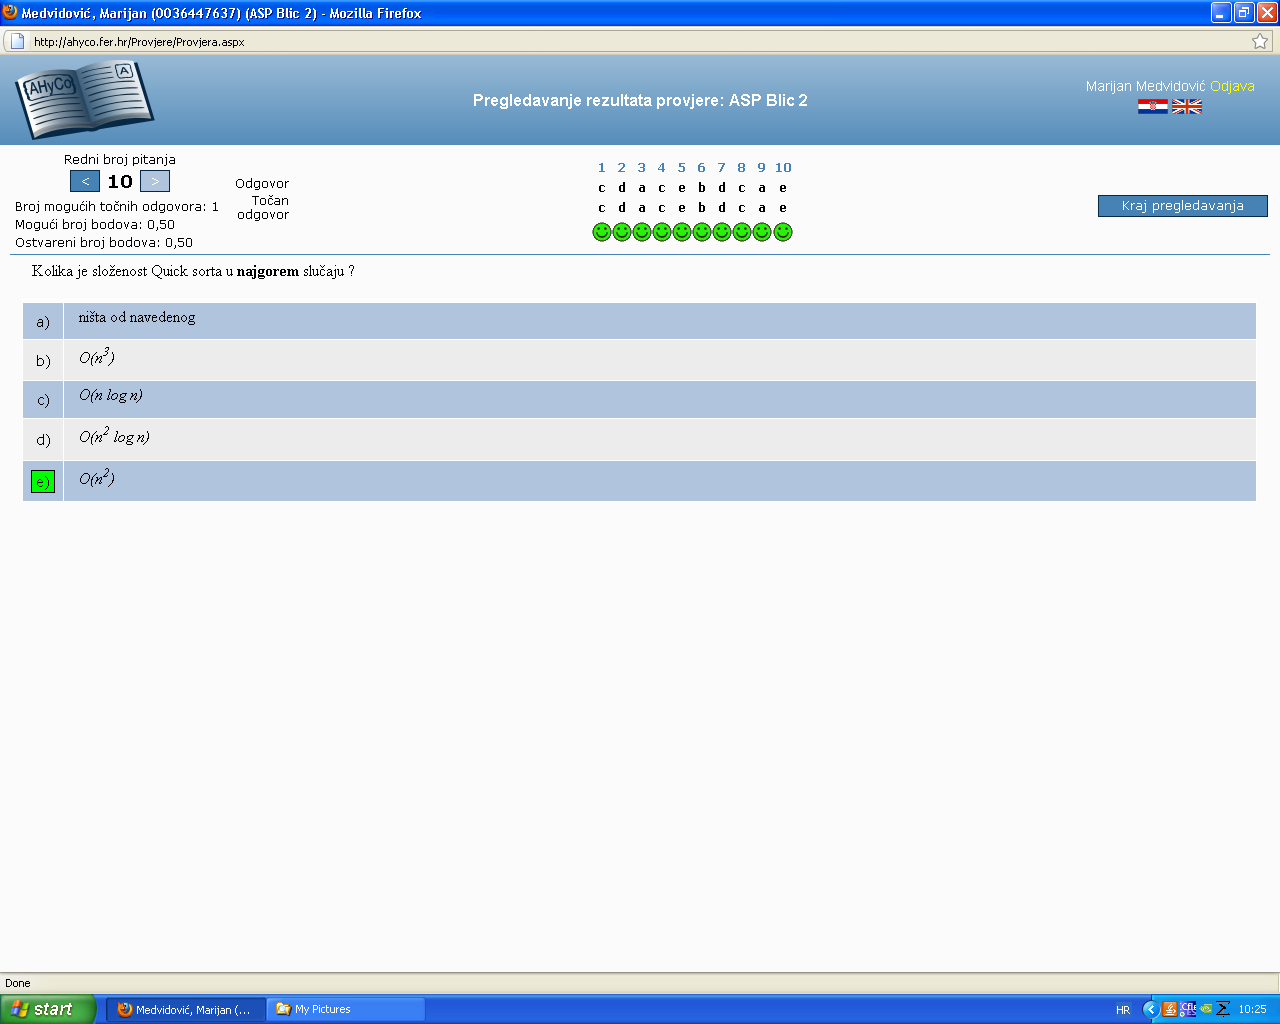 Medvidović, Marijan (0036447637) (ASP Blic 2) - Mozilla Firefox
http://ahyco.fer.hr/Provjere/Provjera.aspx
{AHyCo
A
Pregledavanje rezultata provjere: ASP Blic 2
Marijan Medvidović Odjava
Redni broj pitanja
< 10 >
Broj mogućih točnih odgovora: 1
Mogući broj bodova: 0,50
Ostvareni broj bodova: 0,50
1 2 3 4 5 6 7 8 9 10
Odgovor c d a c e b d c a e
Točan odgovor c d a c e b d c a e
Kraj pregledavanja
Kolika je složenost Quick sorta u najgorem slučaju ?
a) ništa od navedenog
b) O(n³)
c) O(n log n)
d) O(n² log n)
e) O(n²)
Done
start Medvidović, Marijan (... My Pictures HR 10:25